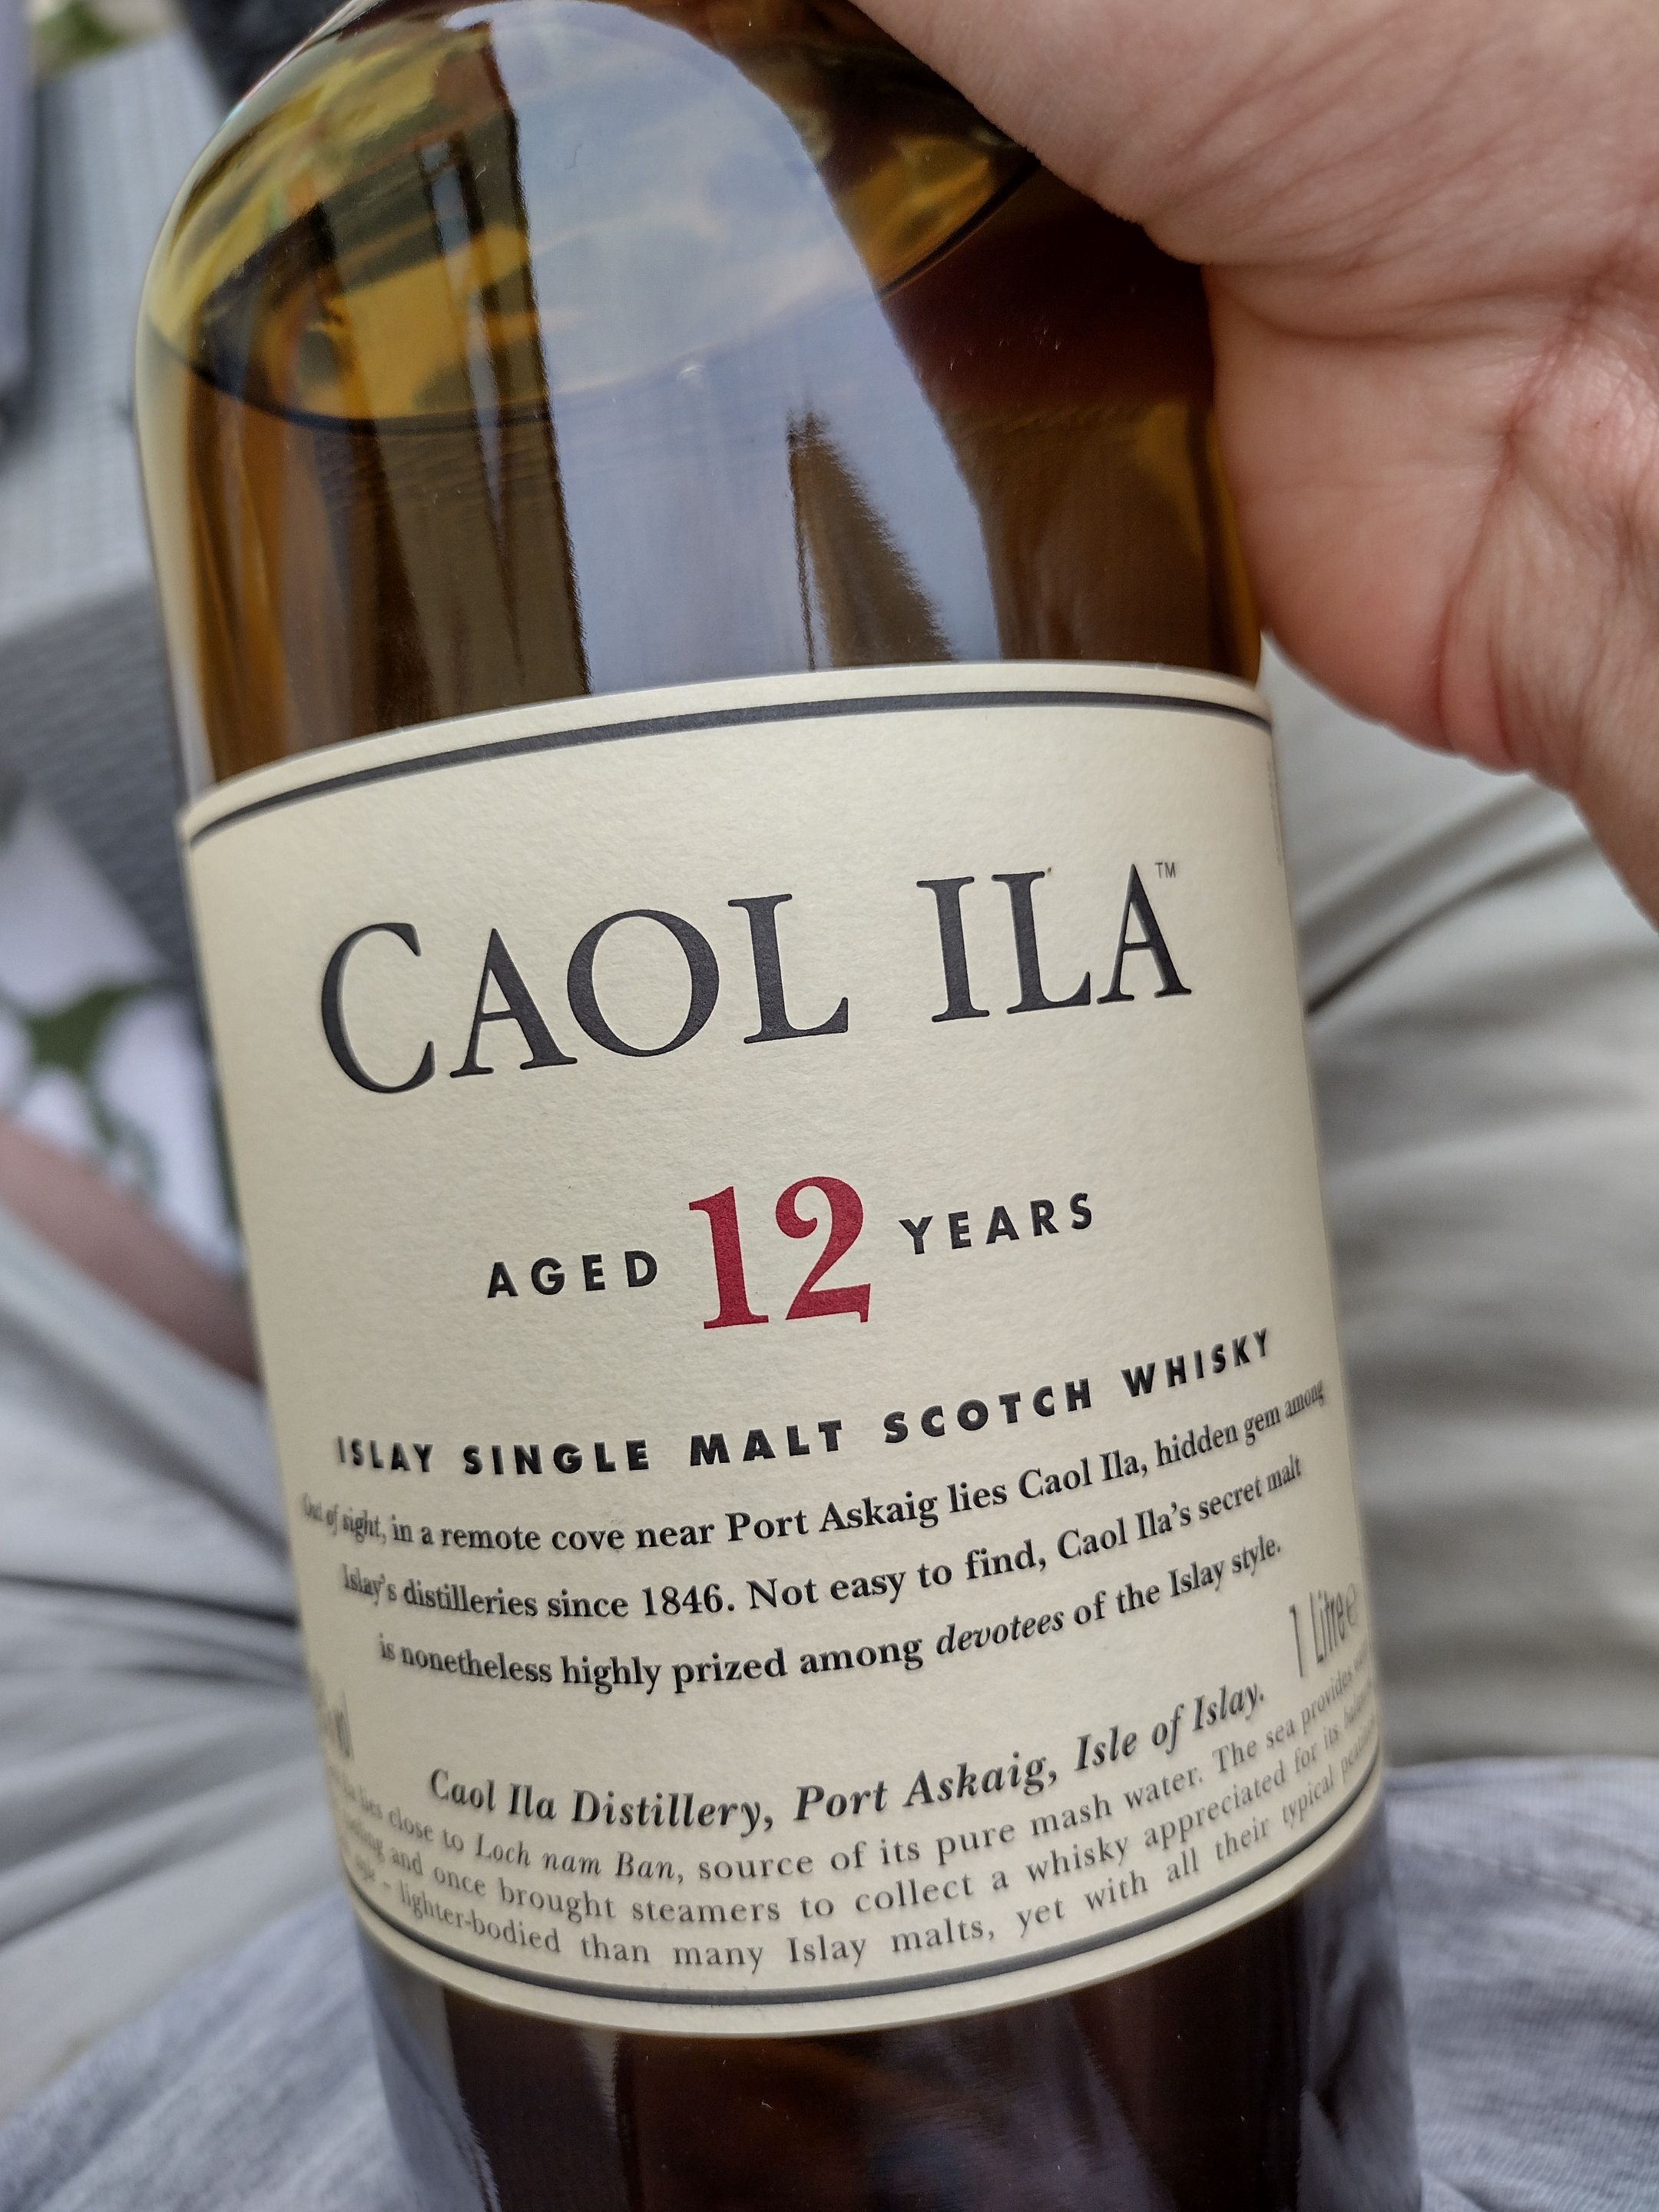 CAOL ILA™
AGED 12 YEARS
ISLAY SINGLE MALT SCOTCH WHISKY
Out of sight, in a remote cove near Port Askaig lies Caol Ila, hidden gem among
Islay's distilleries since 1846. Not easy to find, Caol Ila's secret malt
is nonetheless highly prized among devotees of the Islay style.
1 Litre e
Caol Ila Distillery, Port Askaig, Isle of Islay.
lies close to Loch nam Ban, source of its pure mash water. The sea provides
and once brought steamers to collect a whisky appreciated for its
lighter-bodied than many Islay malts, yet with all their typical